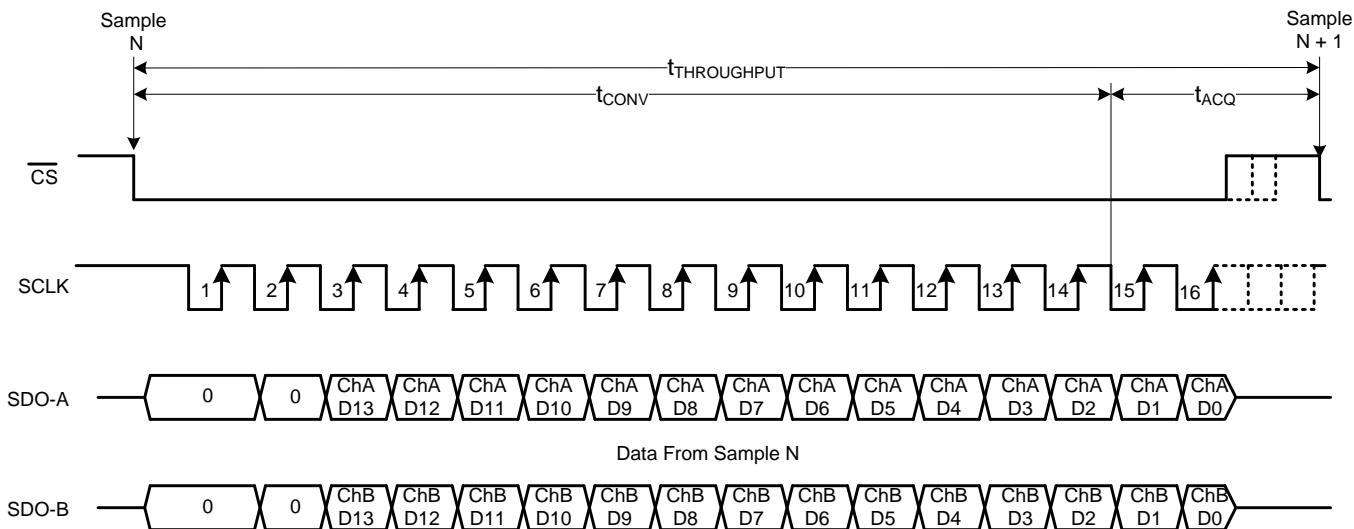 Sample N
Sample N + 1
tTHROUGHPUT
tCONV
tACQ
CS
SCLK
1 2 3 4 5 6 7 8 9 10 11 12 13 14 15 16
SDO-A
0 0 ChA D13 ChA D12 ChA D11 ChA D10 ChA D9 ChA D8 ChA D7 ChA D6 ChA D5 ChA D4 ChA D3 ChA D2 ChA D1 ChA D0
Data From Sample N
SDO-B
0 0 ChB D13 ChB D12 ChB D11 ChB D10 ChB D9 ChB D8 ChB D7 ChB D6 ChB D5 ChB D4 ChB D3 ChB D2 ChB D1 ChB D0